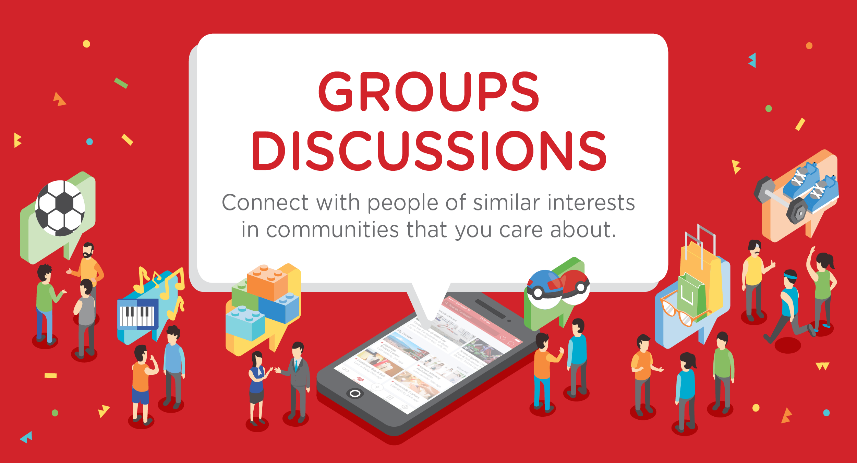 GROUPS
DISCUSSIONS
Connect with people of similar interests
in communities that you care about.